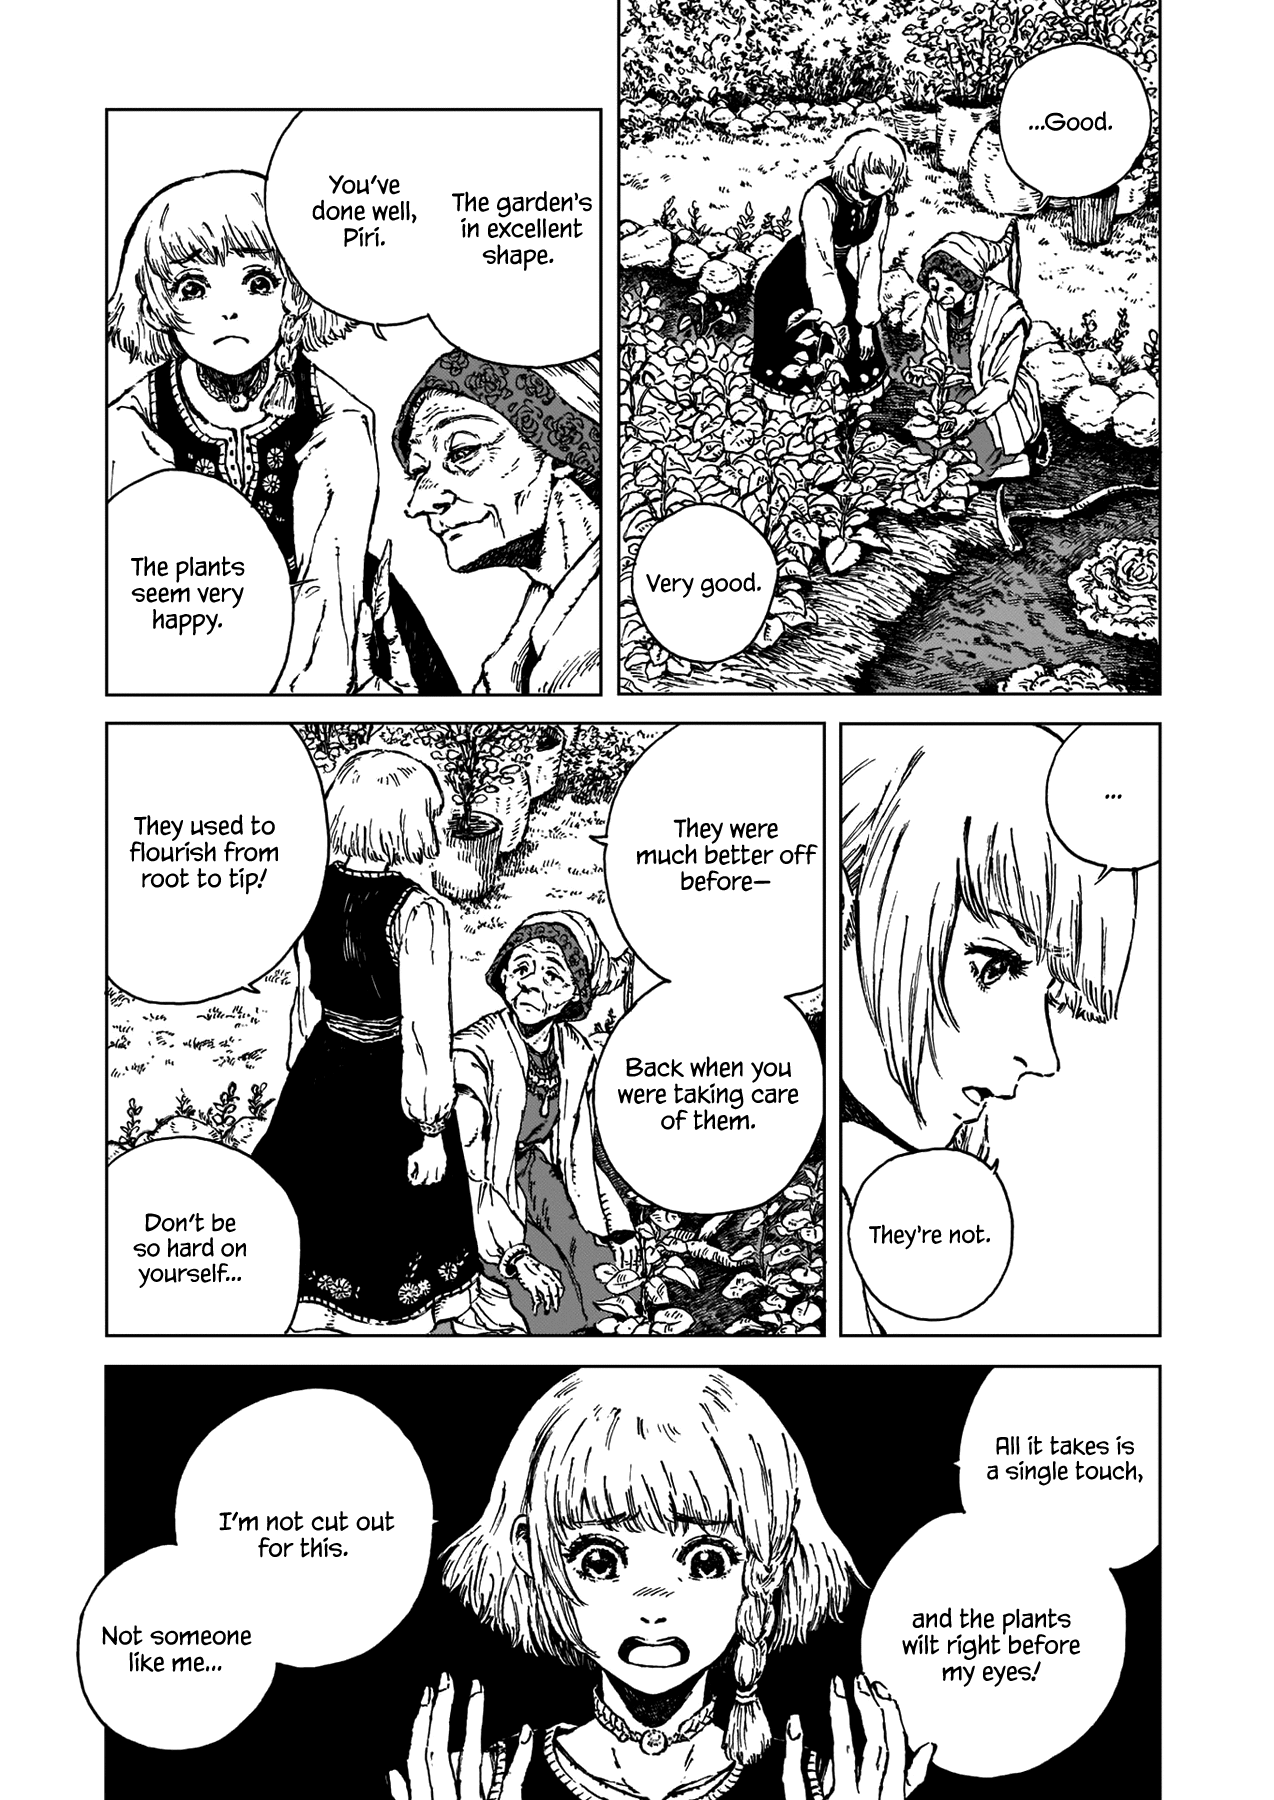 ...Good.
Very good.
The garden's
in excellent
shape.
You've
done well,
Piri.
The plants
seem very
happy.
...
They're not.
They were
much better off
before—
Back when you
were taking care
of them.
They used to
flourish from
root to tip!
Don't be
so hard on
yourself...
All it takes is
a single touch,
and the plants
wilt right before
my eyes!
I'm not cut out
for this.
Not someone
like me...